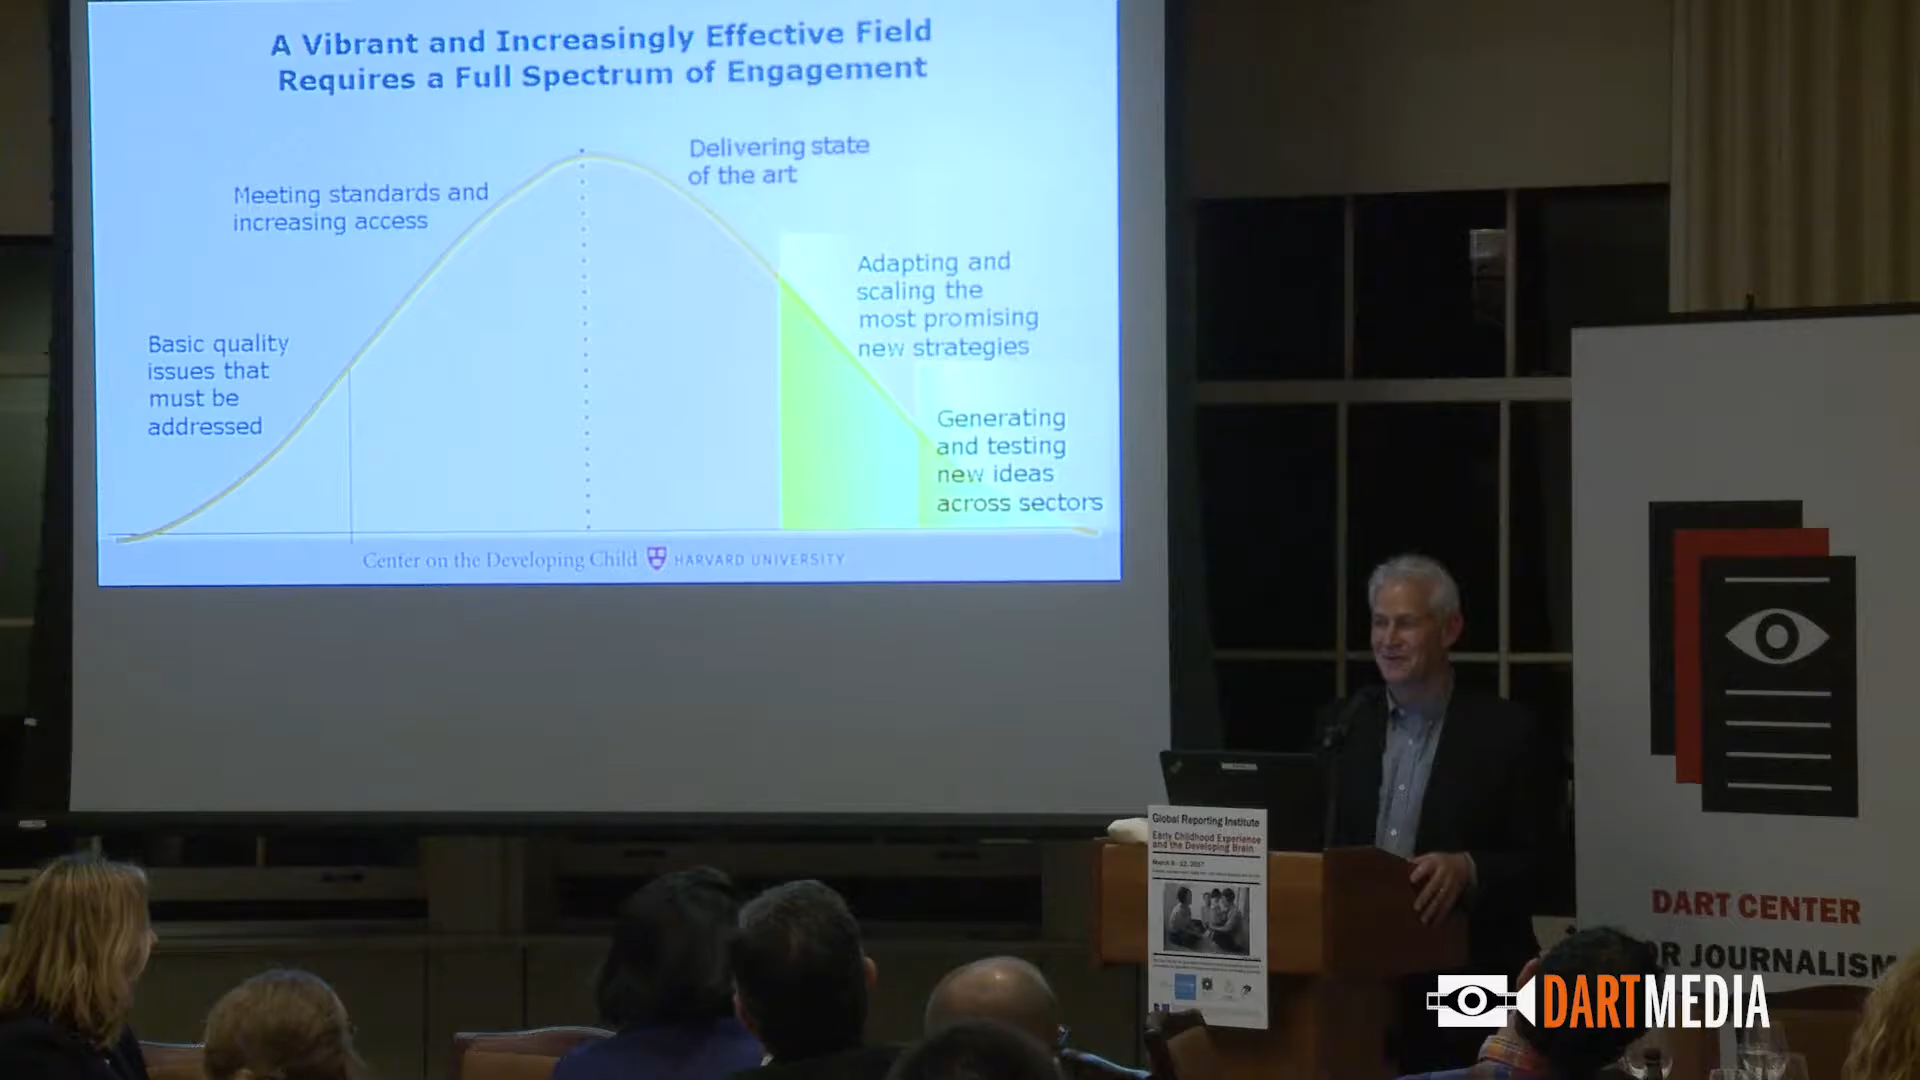 A Vibrant and Increasingly Effective Field
Requires a Full Spectrum of Engagement
Delivering state
of the art
Meeting standards and
increasing access
Adapting and
scaling the
most promising
new strategies
Basic quality
issues that
must be
addressed
Generating
and testing
new ideas
across sectors
Center on the Developing Child HARVARD UNIVERSITY
Global Reporting Institute
Early Childhood Experience
and the Developing Brain
DART CENTER
OR JOURNALISM
DARTMEDIA